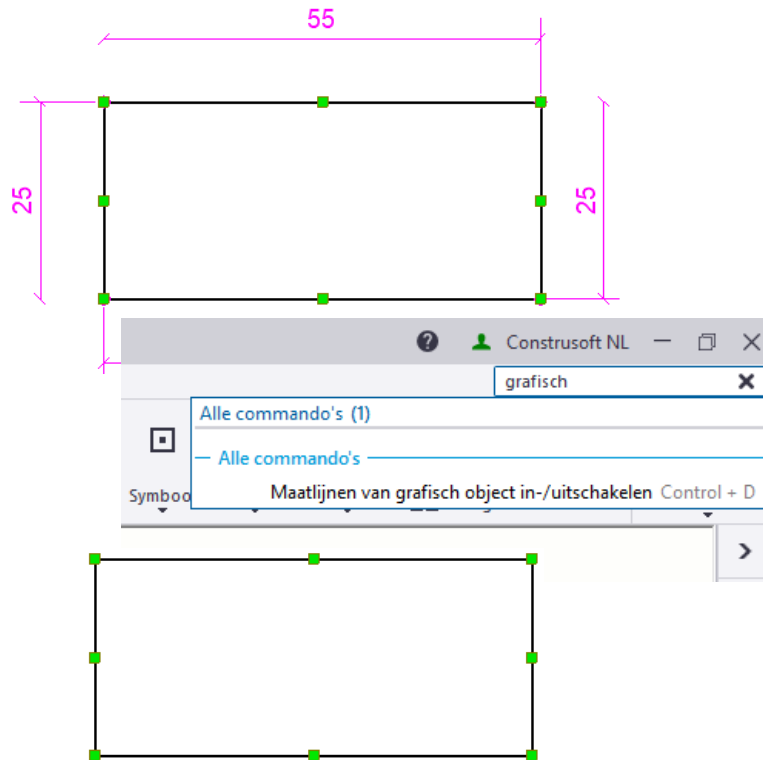 55
25
25
Construsoft NL
grafisch
Alle commando's (1)
Alle commando's
Symboo
Maatlijnen van grafisch object in-/uitschakelen Control + D